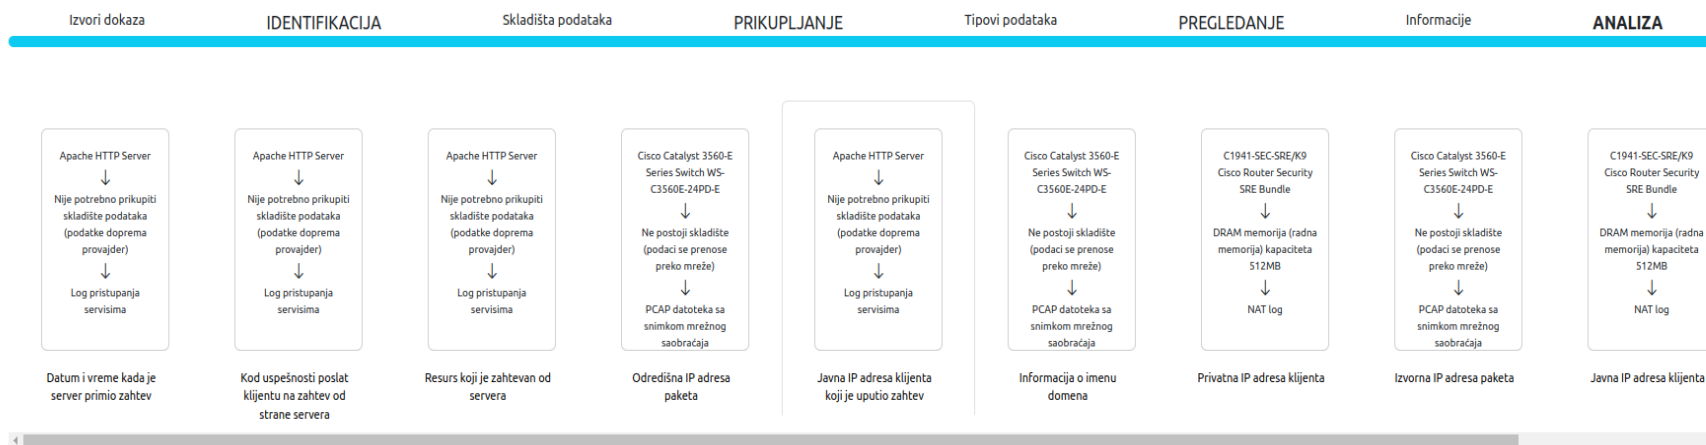 Izvori dokaza
IDENTIFIKACIJA
Skladišta podataka
PRIKUPLJANJE
Tipovi podataka
PREGLEDANJE
Informacije
ANALIZA
Apache HTTP Server
↓
Nije potrebno prikupiti
skladište podataka
(podatke doprema
provajder)
↓
Log pristupanja
servisima
Datum i vreme kada je
server primio zahtev
Apache HTTP Server
↓
Nije potrebno prikupiti
skladište podataka
(podatke doprema
provajder)
↓
Log pristupanja
servisima
Kod uspešnosti poslat
klijentu na zahtev od
strane servera
Apache HTTP Server
↓
Nije potrebno prikupiti
skladište podataka
(podatke doprema
provajder)
↓
Log pristupanja
servisima
Resurs koji je zahtevan od
servera
Cisco Catalyst 3560-E
Series Switch WS-
C3560E-24PD-E
↓
Ne postoji skladište
(podaci se prenose
preko mreže)
↓
PCAP datoteka sa
snimkom mrežnog
saobraćaja
Odredišna IP adresa
paketa
Apache HTTP Server
↓
Nije potrebno prikupiti
skladište podataka
(podatke doprema
provajder)
↓
Log pristupanja
servisima
Javna IP adresa klijenta
koji je uputio zahtev
Cisco Catalyst 3560-E
Series Switch WS-
C3560E-24PD-E
↓
Ne postoji skladište
(podaci se prenose
preko mreže)
↓
PCAP datoteka sa
snimkom mrežnog
saobraćaja
Informacija o imenu
domena
C1941-SEC-SRE/K9
Cisco Router Security
SRE Bundle
↓
DRAM memorija (radna
memorija) kapaciteta
512MB
↓
NAT log
Privatna IP adresa klijenta
Cisco Catalyst 3560-E
Series Switch WS-
C3560E-24PD-E
↓
Ne postoji skladište
(podaci se prenose
preko mreže)
↓
PCAP datoteka sa
snimkom mrežnog
saobraćaja
Izvorna IP adresa paketa
C1941-SEC-SRE/K9
Cisco Router Security
SRE Bundle
↓
DRAM memorija (radna
memorija) kapaciteta
512MB
↓
NAT log
Javna IP adresa klijenta